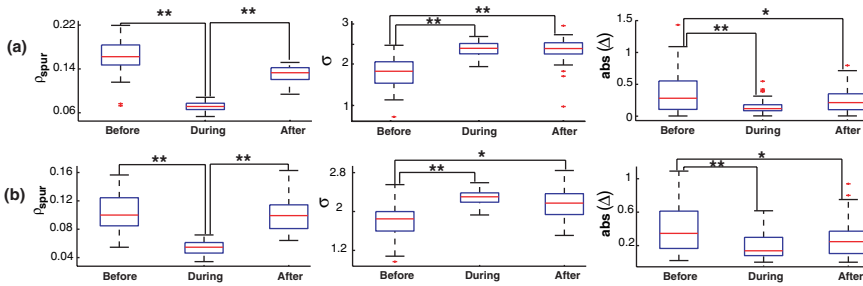 (a)
ρspur
0.22
0.14
0.06
** **
Before During After
σ
3
2
1
**
**
Before During After
abs (Δ)
1.5
1
0.5
0
*
**
Before During After
(b)
ρspur
0.16
0.12
0.08
0.04
** **
Before During After
σ
2.8
2
1.2
*
**
Before During After
abs (Δ)
1
0.6
0.2
*
**
Before During After